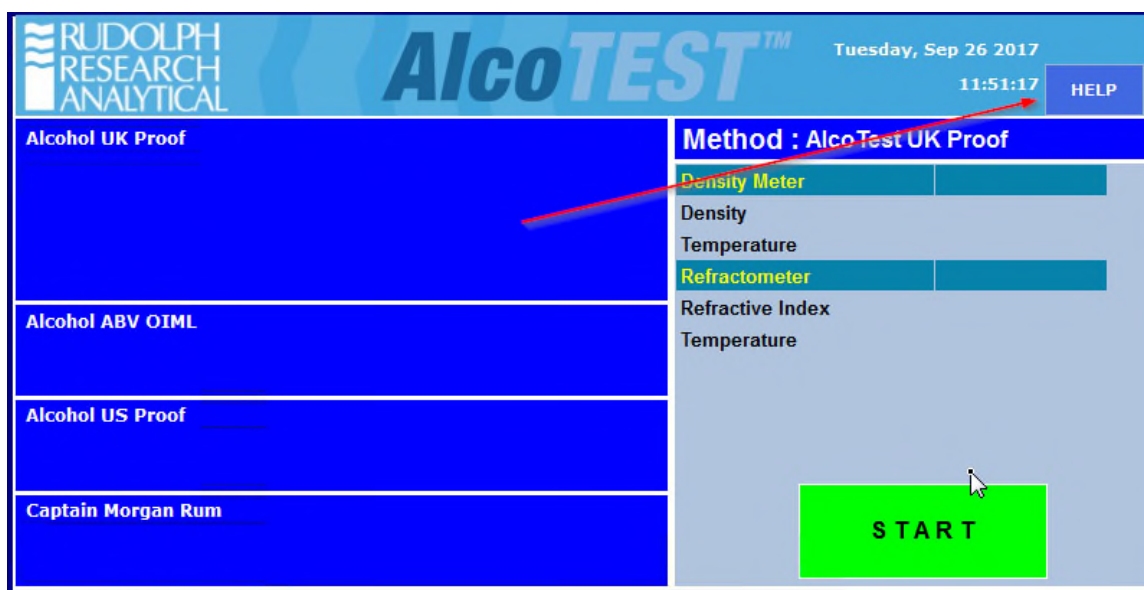 RUDOLPH
RESEARCH
ANALYTICAL
AlcoTEST™
Tuesday, Sep 26 2017
11:51:17
HELP
Alcohol UK Proof
Alcohol ABV OIML
Alcohol US Proof
Captain Morgan Rum
Method : AlcoTest UK Proof
Density Meter
Density
Temperature
Refractometer
Refractive Index
Temperature
START